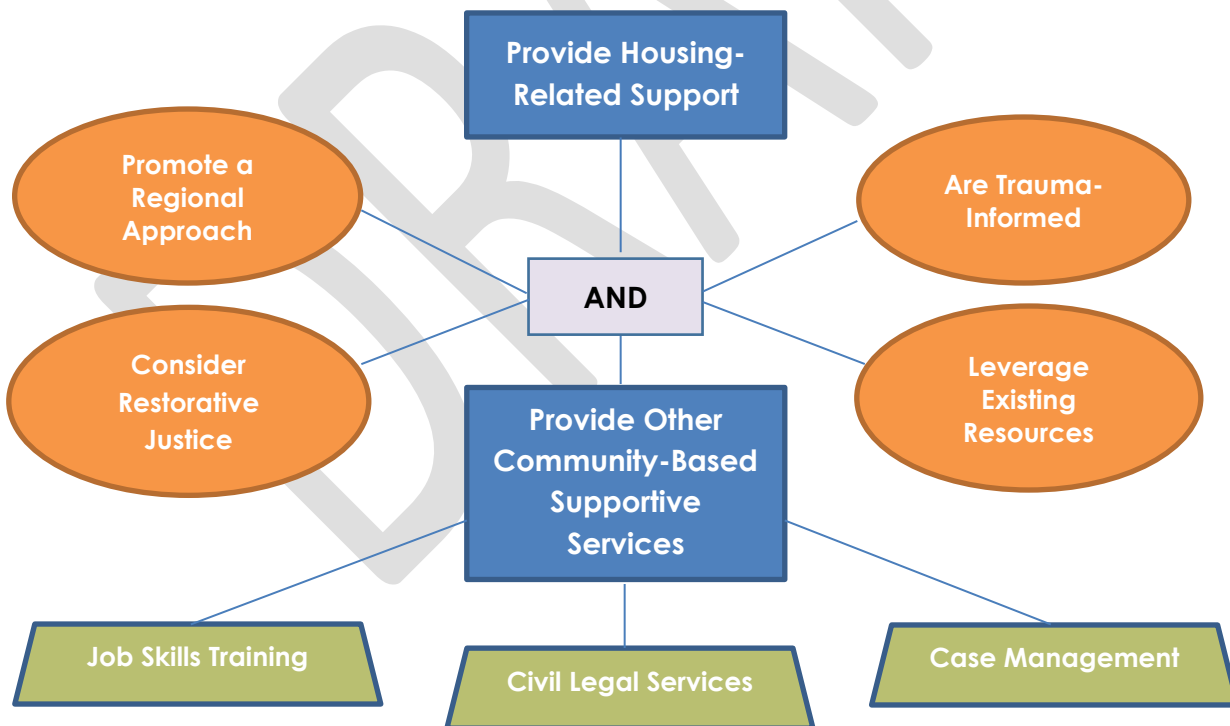 Provide Housing-
Related Support
Promote a
Regional
Approach
Are Trauma-
Informed
AND
Consider
Restorative
Justice
Leverage
Existing
Resources
Provide Other
Community-Based
Supportive
Services
Job Skills Training
Civil Legal Services
Case Management